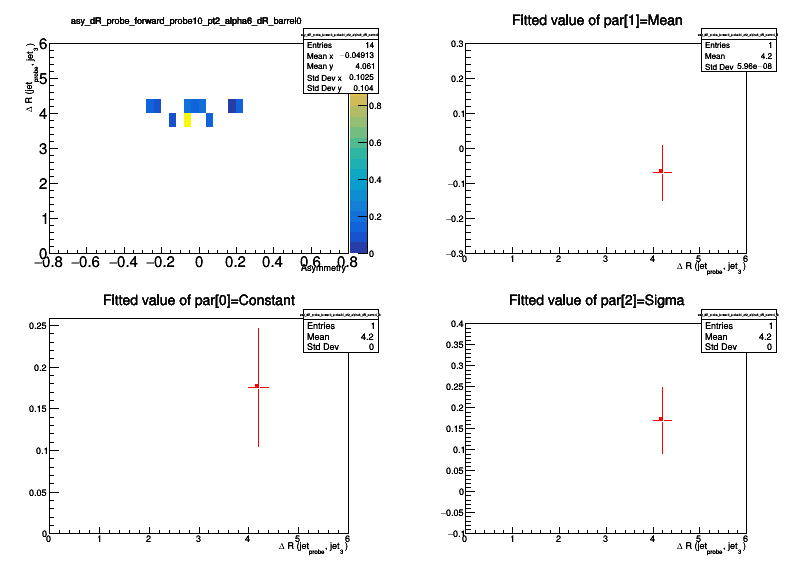 asy_dR_probe_forward_probe10_pt2_alpha6_dR_barrel0
Entries 14
Mean x −0.04913
Mean y 4.061
Std Dev x 0.1025
Std Dev y 0.104
Δ R (jet_probe, jet_3)
6
5
4
3
2
1
0
0.8
0.6
0.4
0.2
0
−0.8 −0.6 −0.4 −0.2 0 0.2 0.4 0.6 0.8
Asymmetry
Fitted value of par[1]=Mean
Entries 1
Mean 4.2
Std Dev 5.96e−08
0.3
0.2
0.1
0
−0.1
−0.2
−0.3
0 1 2 3 4 5 6
Δ R (jet_probe, jet_3)
Fitted value of par[0]=Constant
Entries 1
Mean 4.2
Std Dev 0
0.25
0.2
0.15
0.1
0.05
0
0 1 2 3 4 5 6
Δ R (jet_probe, jet_3)
Fitted value of par[2]=Sigma
Entries 1
Mean 4.2
Std Dev 0
0.4
0.35
0.3
0.25
0.2
0.15
0.1
0.05
0
−0.05
−0.1
0 1 2 3 4 5 6
Δ R (jet_probe, jet_3)